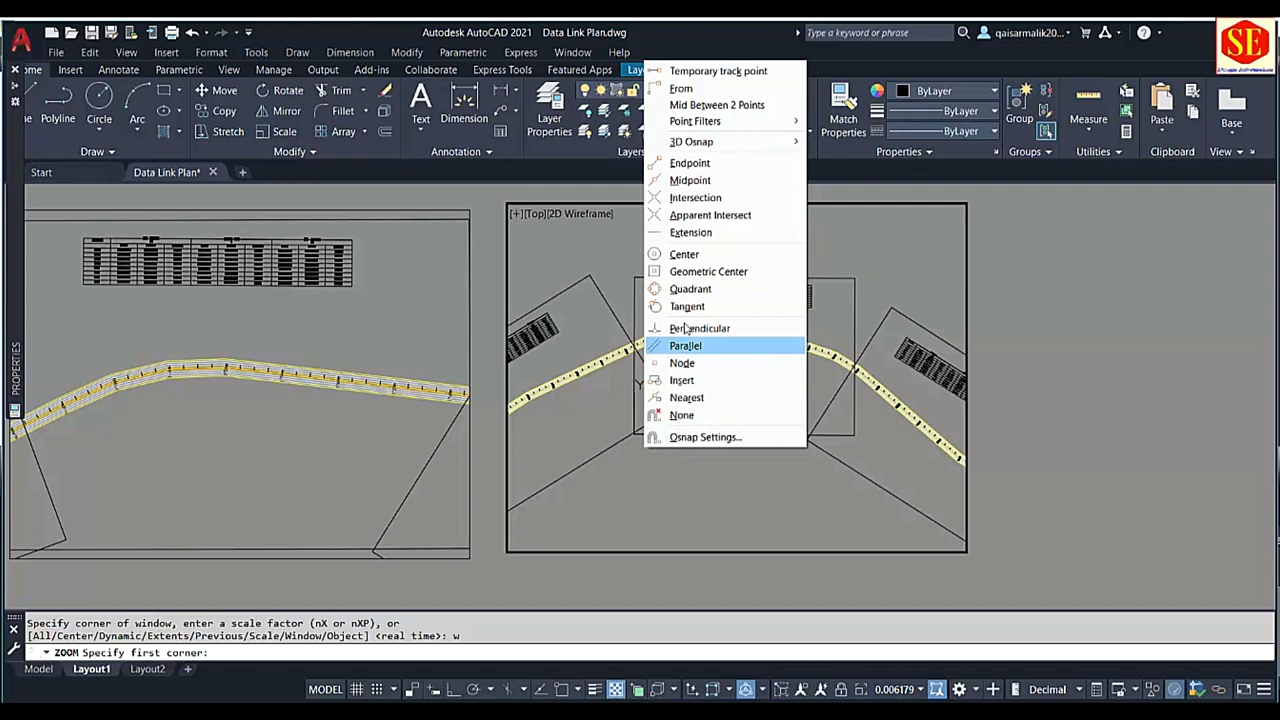 Autodesk AutoCAD 2021 Data Link Plan.dwg
Type a keyword or phrase
qaisarmalik20...
SE
File Edit View Insert Format Tools Draw Dimension Modify Parametric Express Window Help
ome Insert Annotate Parametric View Manage Output Add-ins Collaborate Express Tools Featured Apps Lay
Polyline Circle Arc
Move Rotate Trim
Copy Mirror Fillet
Stretch Scale Array
Text Dimension
Layer Properties
Match Properties
ByLayer
ByLayer
ByLayer
Group
Measure
Paste
Base
Draw Modify Annotation Layers Properties Groups Utilities Clipboard View
Start Data Link Plan*
[+][Top][2D Wireframe]
PROPERTIES
Temporary track point
From
Mid Between 2 Points
Point Filters
3D Osnap
Endpoint
Midpoint
Intersection
Apparent Intersect
Extension
Center
Geometric Center
Quadrant
Tangent
Perpendicular
Parallel
Node
Insert
Nearest
None
Osnap Settings...
Specify corner of window, enter a scale factor (nX or nXP), or
[All/Center/Dynamic/Extents/Previous/Scale/Window/Object] <real time>: w
ZOOM Specify first corner:
Model Layout1 Layout2
MODEL 0.006179 Decimal